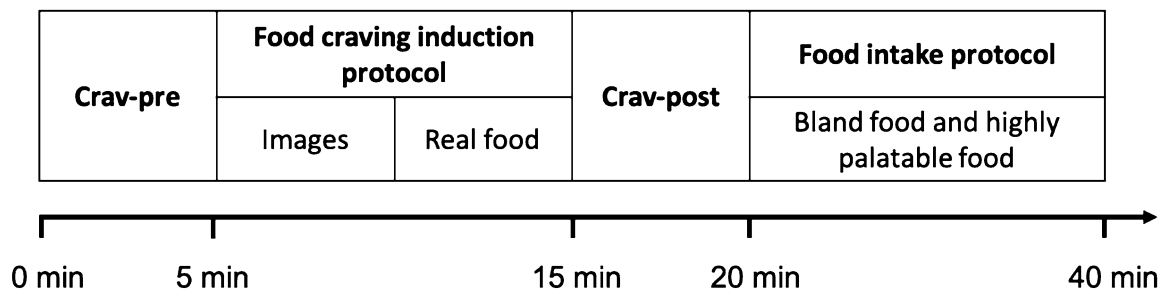 Crav-pre
Food craving induction
protocol
Images
Real food
Crav-post
Food intake protocol
Bland food and highly
palatable food
0 min
5 min
15 min
20 min
40 min